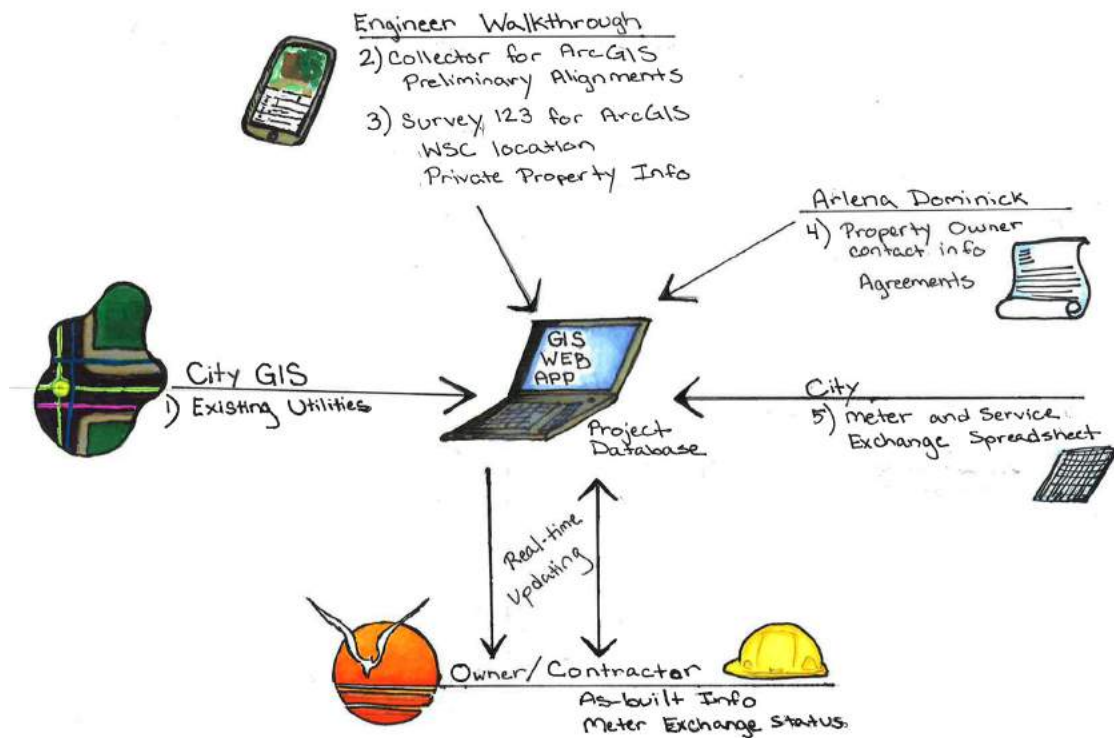 Engineer Walkthrough
2) Collector for ArcGIS
Preliminary Alignments
3) Survey 123 for ArcGIS
WSC location
Private Property Info
Arlena Dominick
4) Property Owner
contact info
Agreements
City GIS
1) Existing Utilities
GIS
WEB
APP
Project
Database
City
5) Meter and Service
Exchange Spreadsheet
Real-time
Updating
Owner/Contractor
As-built Info
Meter Exchange Status